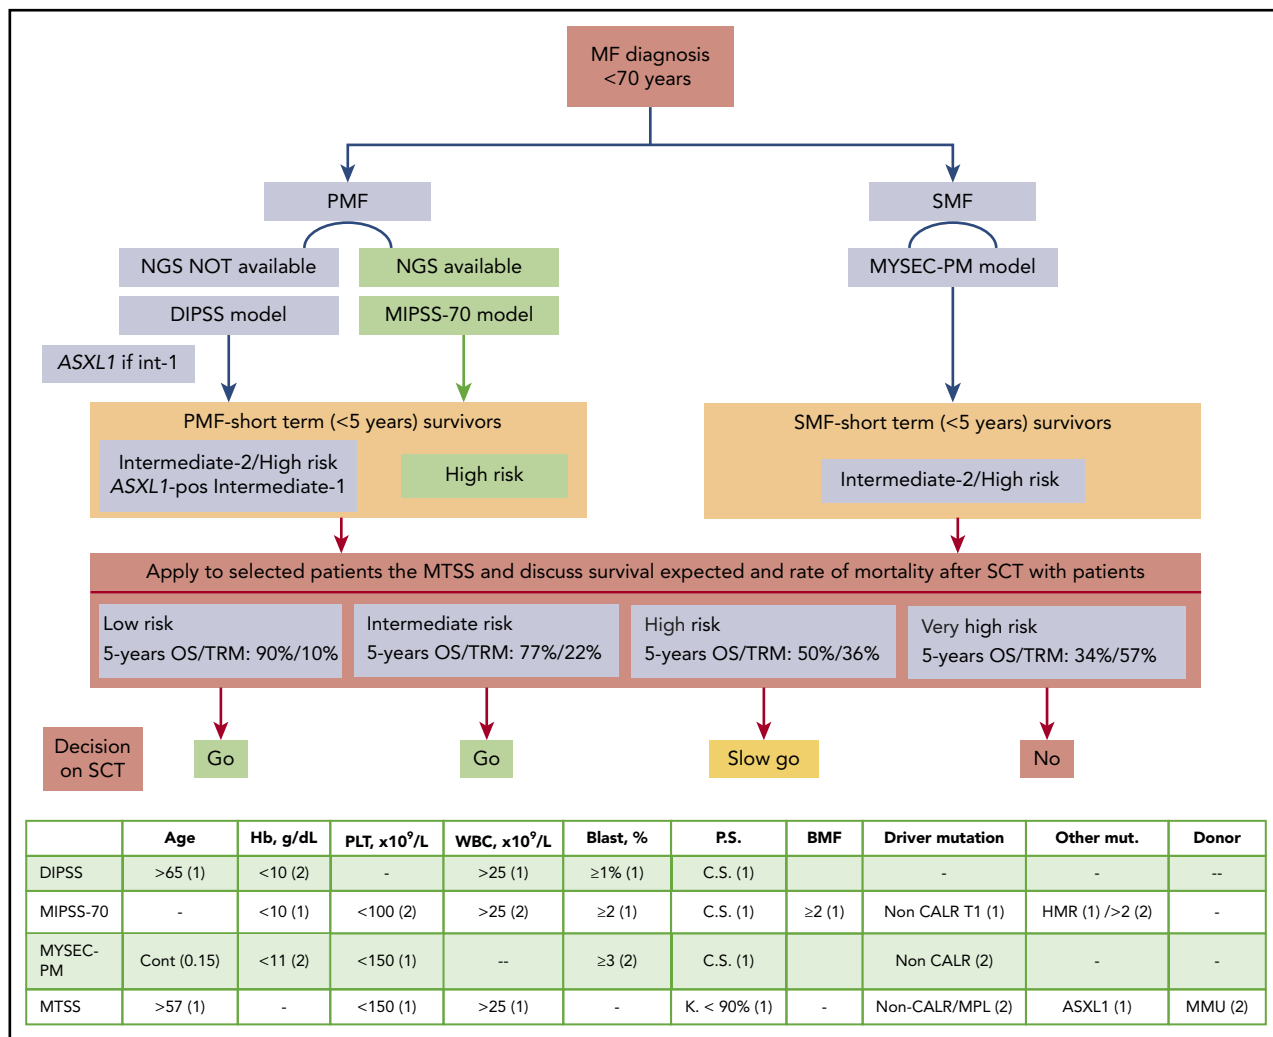 MF diagnosis
<70 years
PMF
SMF
NGS NOT available
NGS available
MYSEC-PM model
DIPSS model
MIPSS-70 model
ASXL1 if int-1
PMF-short term (<5 years) survivors
SMF-short term (<5 years) survivors
Intermediate-2/High risk
ASXL1-pos Intermediate-1
High risk
Intermediate-2/High risk
Apply to selected patients the MTSS and discuss survival expected and rate of mortality after SCT with patients
Low risk
5-years OS/TRM: 90%/10%
Intermediate risk
5-years OS/TRM: 77%/22%
High risk
5-years OS/TRM: 50%/36%
Very high risk
5-years OS/TRM: 34%/57%
Decision
on SCT
Go
Go
Slow go
No
Age Hb, g/dL PLT, x10⁹/L WBC, x10⁹/L Blast, % P.S. BMF Driver mutation Other mut. Donor
DIPSS >65 (1) <10 (2) - >25 (1) ≥1% (1) C.S. (1) - - --
MIPSS-70 - <10 (1) <100 (2) >25 (2) ≥2 (1) C.S. (1) ≥2 (1) Non CALR T1 (1) HMR (1) />2 (2) -
MYSEC-
PM Cont (0.15) <11 (2) <150 (1) -- ≥3 (2) C.S. (1) Non CALR (2) - -
MTSS >57 (1) - <150 (1) >25 (1) - K. < 90% (1) - Non-CALR/MPL (2) ASXL1 (1) MMU (2)